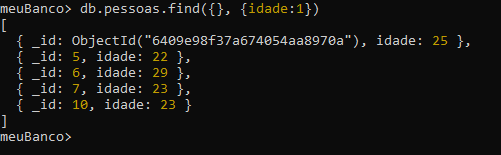 meuBanco> db.pessoas.find({}, {idade:1})
[
  { _id: ObjectId("6409e98f37a674054aa8970a"), idade: 25 },
  { _id: 5, idade: 22 },
  { _id: 6, idade: 29 },
  { _id: 7, idade: 23 },
  { _id: 10, idade: 23 }
]
meuBanco>